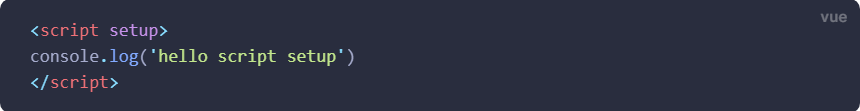 vue
<script setup>
console.log('hello script setup')
</script>